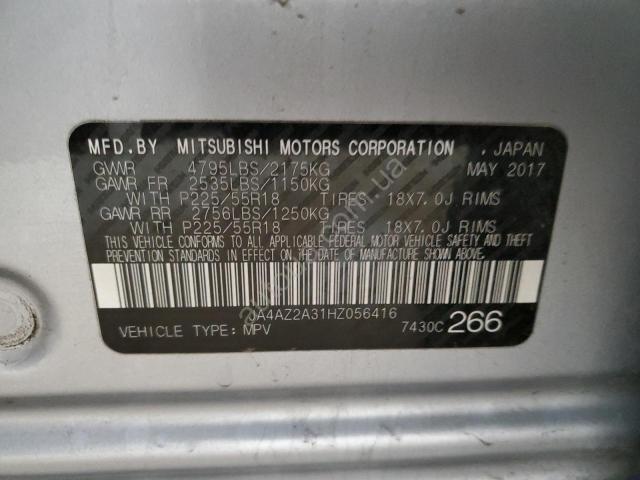 MFD.BY MITSUBISHI MOTORS CORPORATION . JAPAN
GVWR 4795LBS/2175KG MAY 2017
GAWR FR 2535LBS/1150KG
WITH P225/55R18 TIRES. 18X7.0J RIMS
GAWR RR 2756LBS/1250KG
WITH P225/55R18 TIRES. 18X7.0J RIMS
THIS VEHICLE CONFORMS TO ALL APPLICABLE FEDERAL MOTOR VEHICLE SAFETY AND THEFT
PREVENTION STANDARDS IN EFFECT ON THE DATE OF MANUFACTURE SHOWN ABOVE.
JA4AZ2A31HZ056416
VEHICLE TYPE: MPV 7430C 266